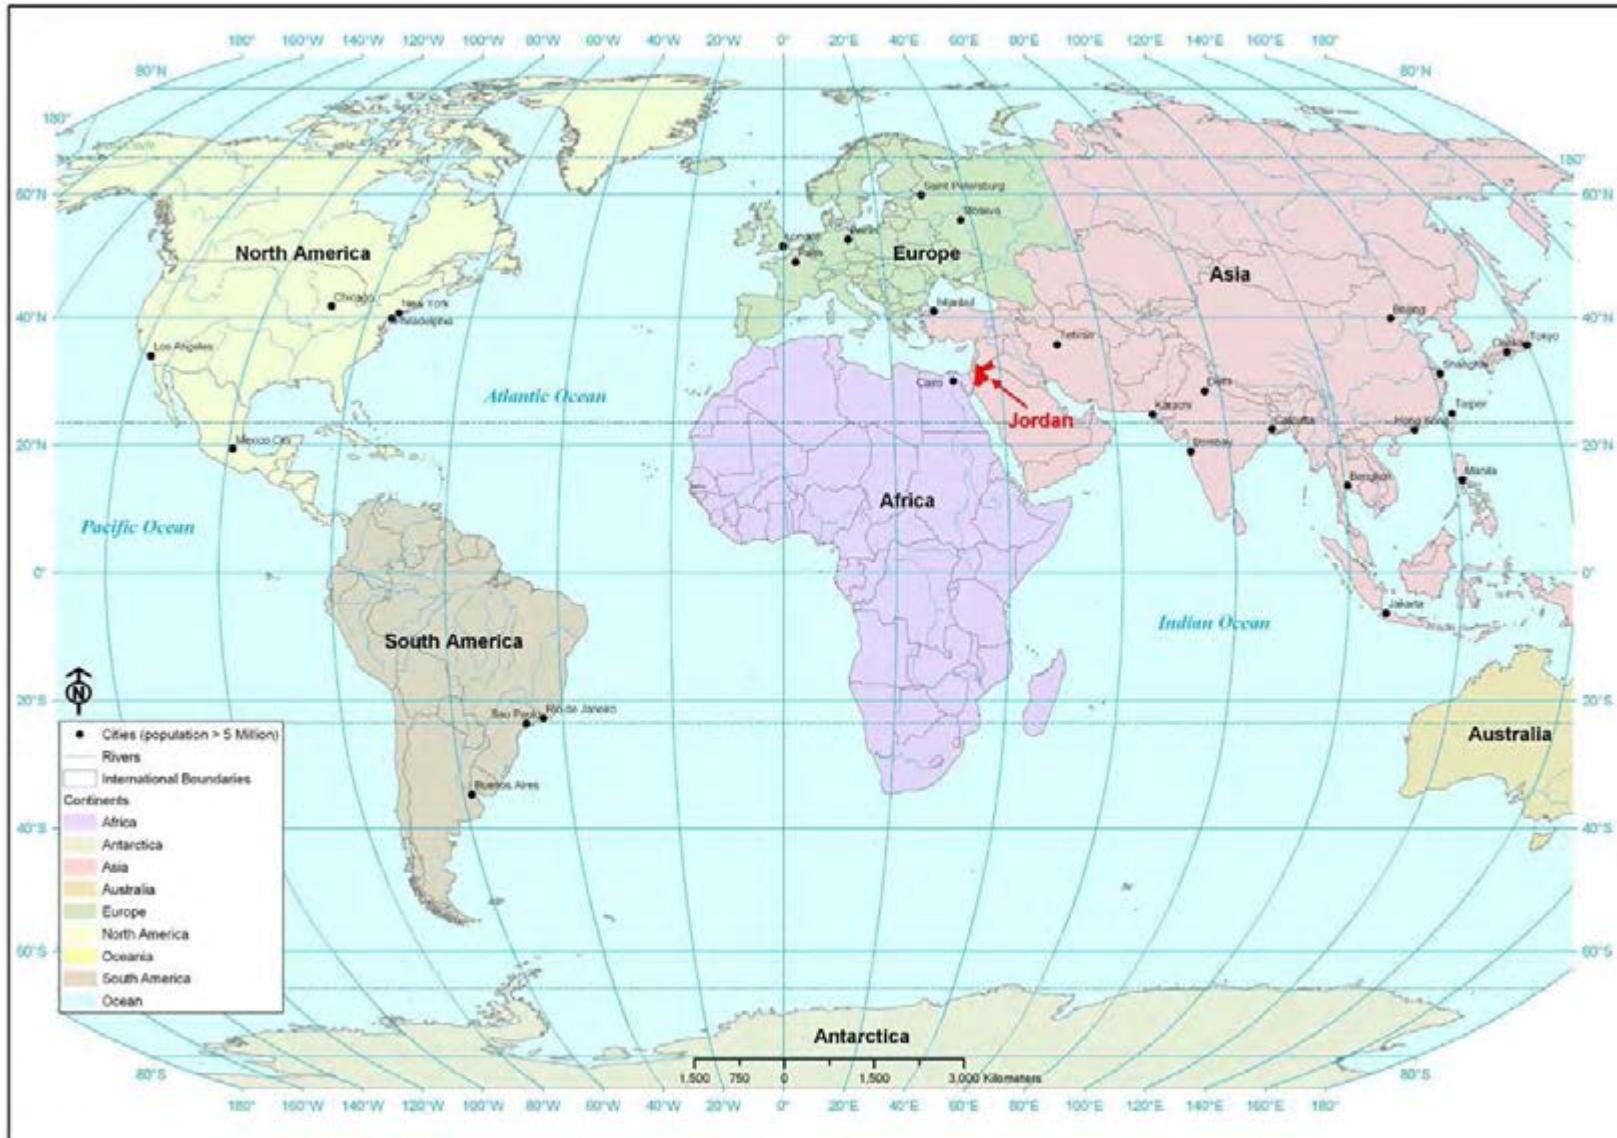 180° 160°W 140°W 120°W 100°W 80°W 60°W 40°W 20°W 0° 20°E 40°E 60°E 80°E 100°E 120°E 140°E 160°E 180°
80°N 80°N
180° 180°
60°N 60°N
Saint Petersburg
Moskva
London
Berlin
Paris
North America
Europe
Asia
Chicago
New York
Philadelphia
Istanbul
Beijing
40°N 40°N
Los Angeles
Tehran
Osaka
Tokyo
Shanghai
Cairo
Delhi
Atlantic Ocean
Karachi
Taipei
Jordan
Calcutta
Hong Kong
Mexico City
Bombay
20°N 20°N
Manila
Bangkok
Africa
Pacific Ocean
0° 0°
Jakarta
Indian Ocean
South America
N
20°S 20°S
Sao Paulo
Rio de Janeiro
Australia
Buenos Aires
Cities (population > 5 Million)
Rivers
International Boundaries
Continents
Africa
Antarctica
Asia
Australia
Europe
North America
Oceania
South America
Ocean
40°S 40°S
60°S 60°S
Antarctica
1,500 750 0 1,500 3,000 Kilometers
80°S 80°S
180° 160°W 140°W 120°W 100°W 80°W 60°W 40°W 20°W 0° 20°E 40°E 60°E 80°E 100°E 120°E 140°E 160°E 180°